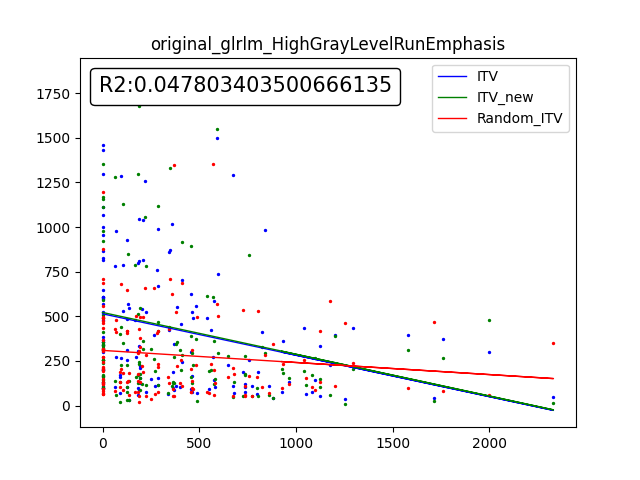 original_glrlm_HighGrayLevelRunEmphasis
R2:0.047803403500666135
ITV
ITV_new
Random_ITV
1750
1500
1250
1000
750
500
250
0
0 500 1000 1500 2000